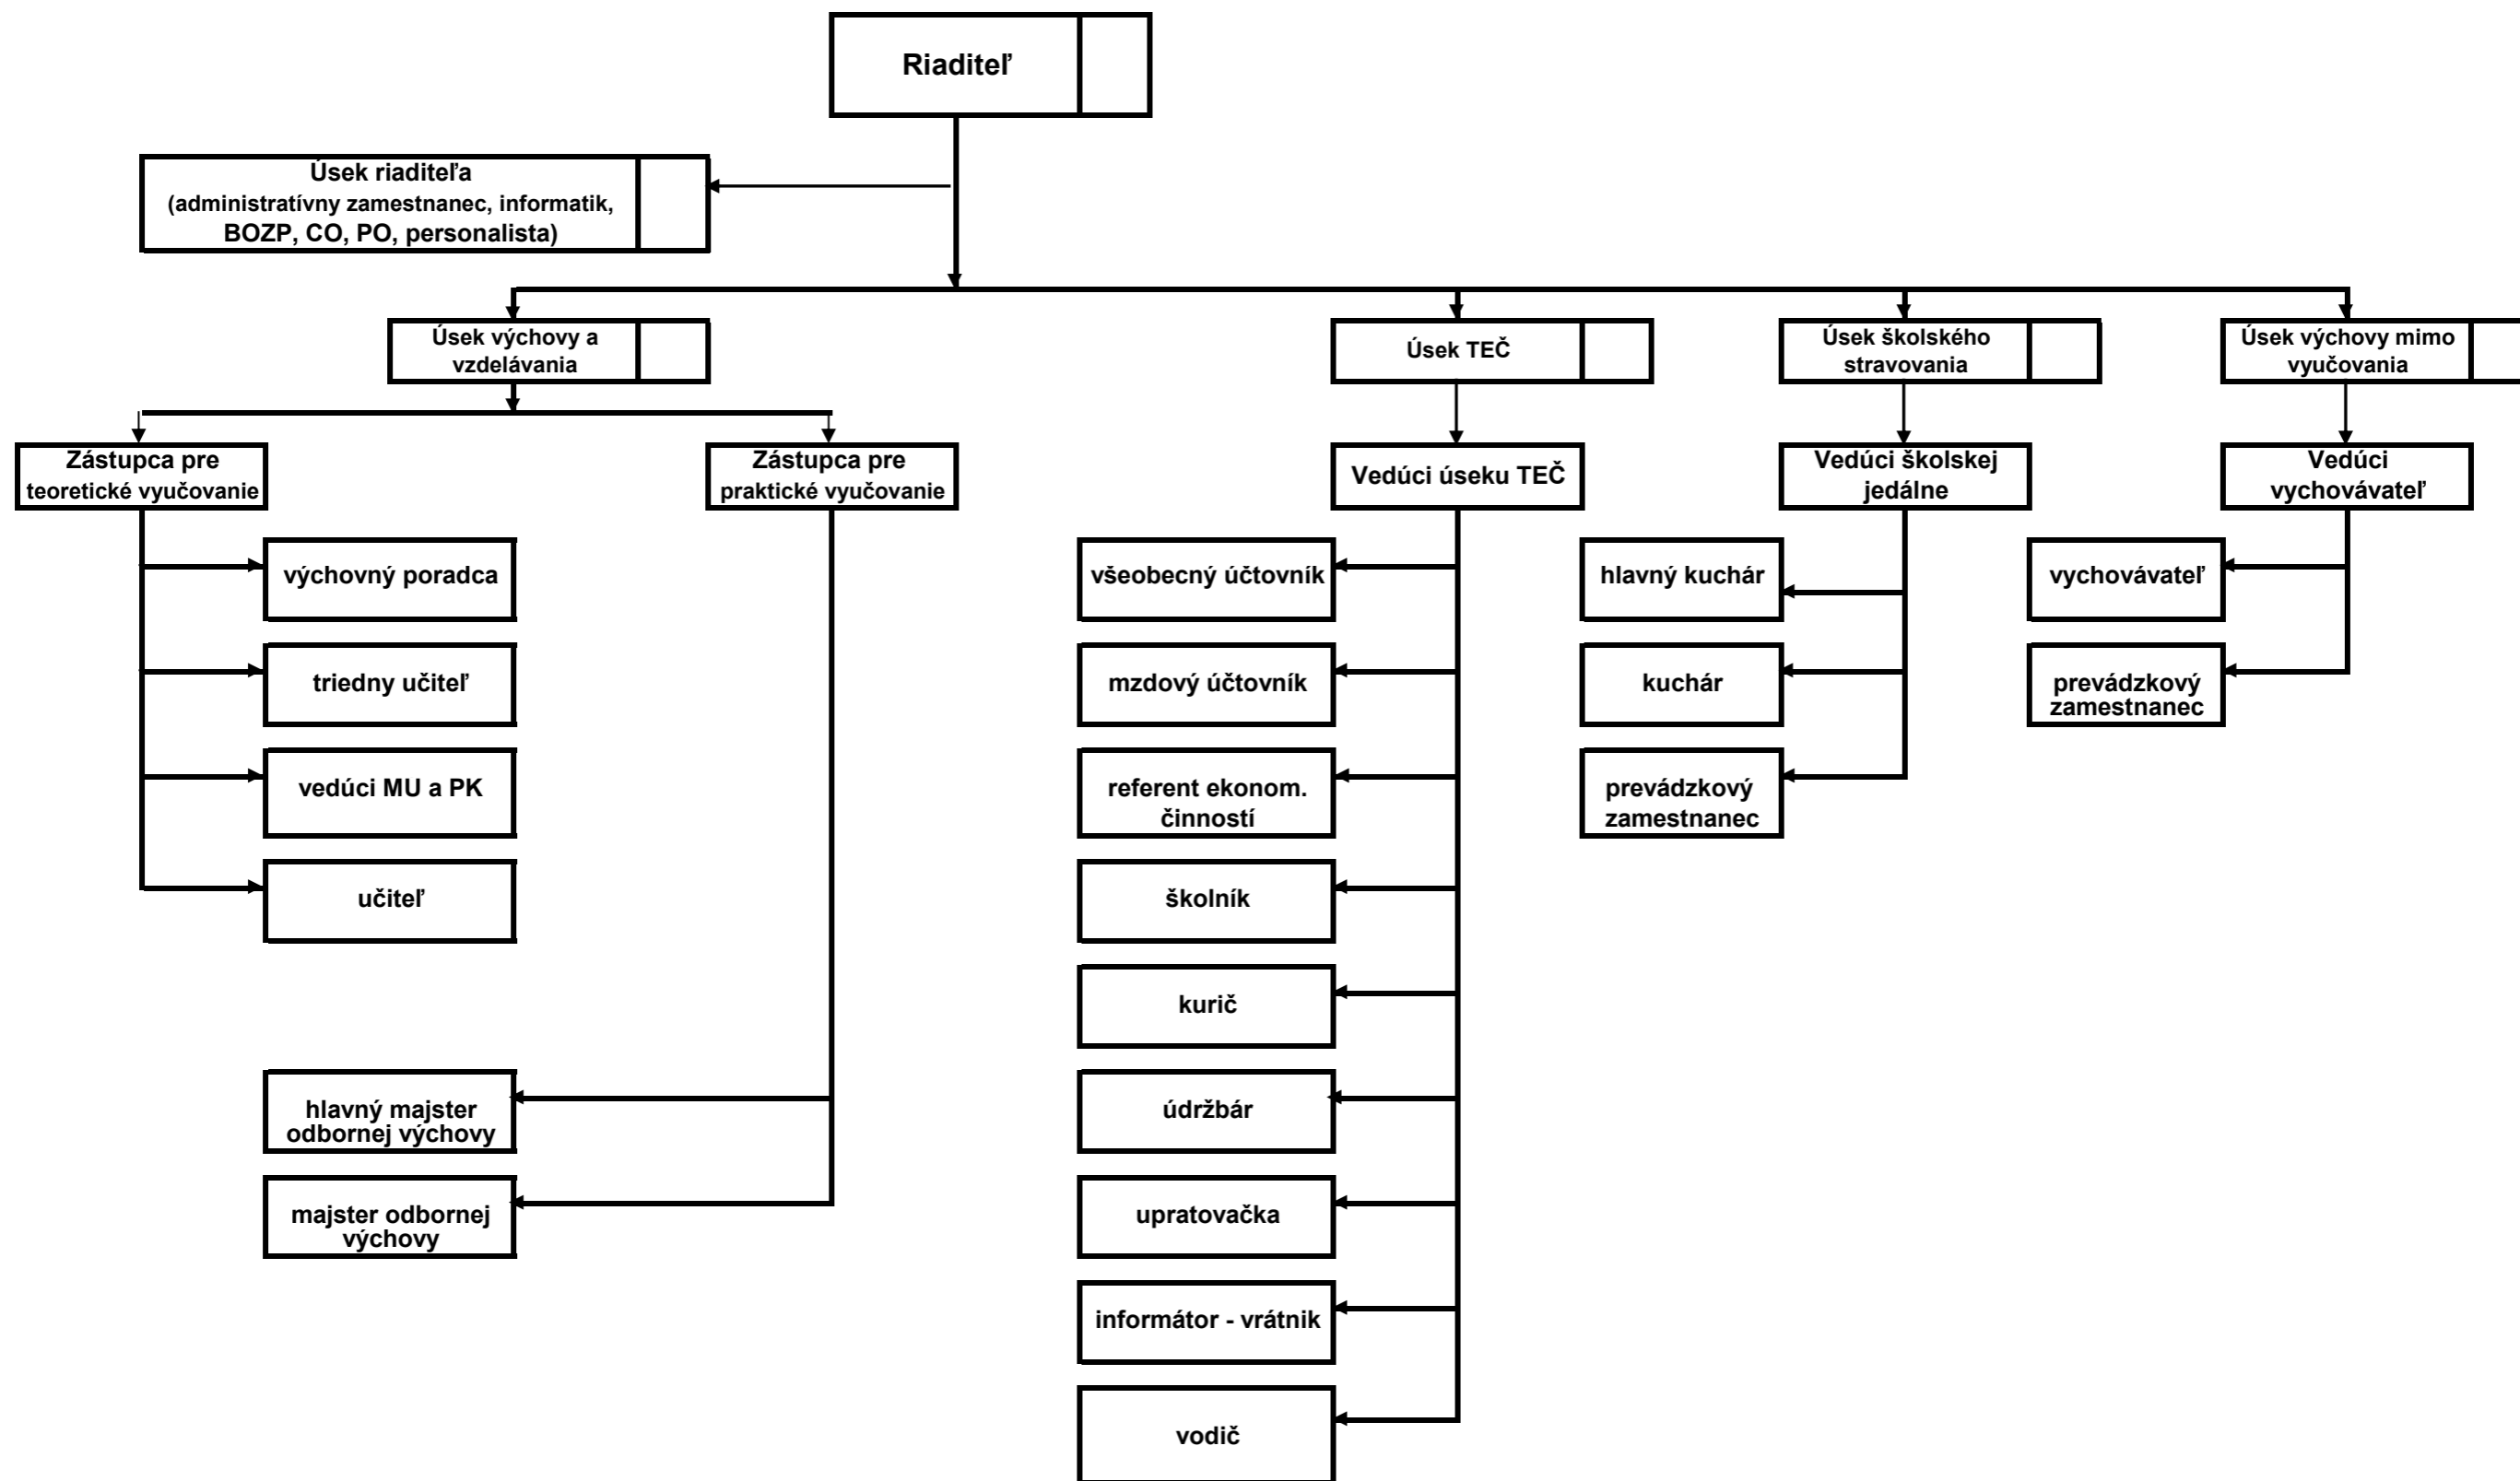 Riaditeľ
Úsek riaditeľa
(administratívny zamestnanec, informatik,
BOZP, CO, PO, personalista)
Úsek výchovy a
vzdelávania
Úsek TEČ
Úsek školského
stravovania
Úsek výchovy mimo
vyučovania
Zástupca pre
teoretické vyučovanie
Zástupca pre
praktické vyučovanie
Vedúci úseku TEČ
Vedúci školskej
jedálne
Vedúci
vychovávateľ
výchovný poradca
triedny učiteľ
vedúci MU a PK
učiteľ
hlavný majster
odbornej výchovy
majster odbornej
výchovy
všeobecný účtovník
mzdový účtovník
referent ekonom.
činností
školník
kurič
údržbár
upratovačka
informátor - vrátnik
vodič
hlavný kuchár
kuchár
prevádzkový
zamestnanec
vychovávateľ
prevádzkový
zamestnanec